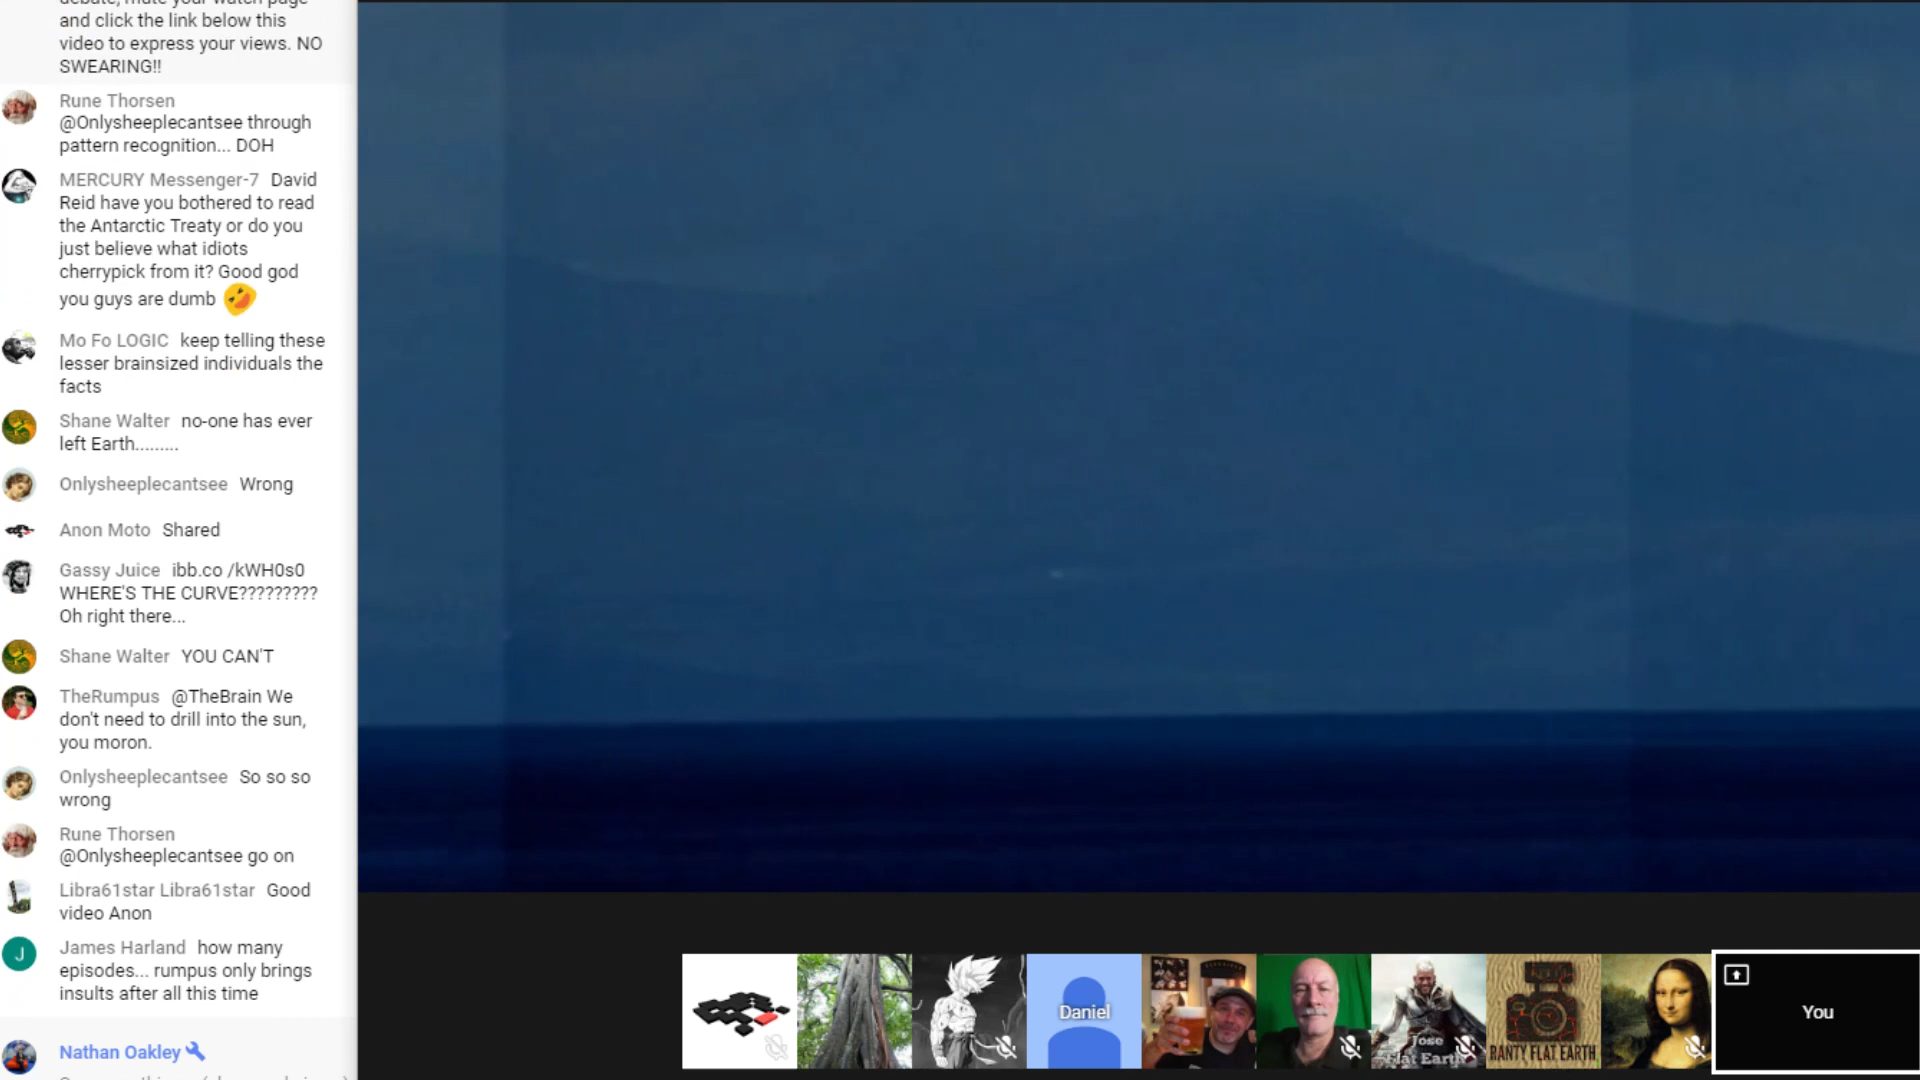 debate, mute your watch page
and click the link below this
video to express your views. NO
SWEARING!!
Rune Thorsen
@Onlysheeplecantsee through
pattern recognition... DOH
MERCURY Messenger-7 David
Reid have you bothered to read
the Antarctic Treaty or do you
just believe what idiots
cherrypick from it? Good god
you guys are dumb 🤣
Mo Fo LOGIC keep telling these
lesser brainsized individuals the
facts
Shane Walter no-one has ever
left Earth.........
Onlysheeplecantsee Wrong
Anon Moto Shared
Gassy Juice ibb.co /kWH0s0
WHERE'S THE CURVE?????????
Oh right there...
Shane Walter YOU CAN'T
TheRumpus @TheBrain We
don't need to drill into the sun,
you moron.
Onlysheeplecantsee So so so
wrong
Rune Thorsen
@Onlysheeplecantsee go on
Libra61star Libra61star Good
video Anon
J
James Harland how many
episodes... rumpus only brings
insults after all this time
Nathan Oakley
Daniel
Jose
Flat Earth
RANTY FLAT EARTH
You